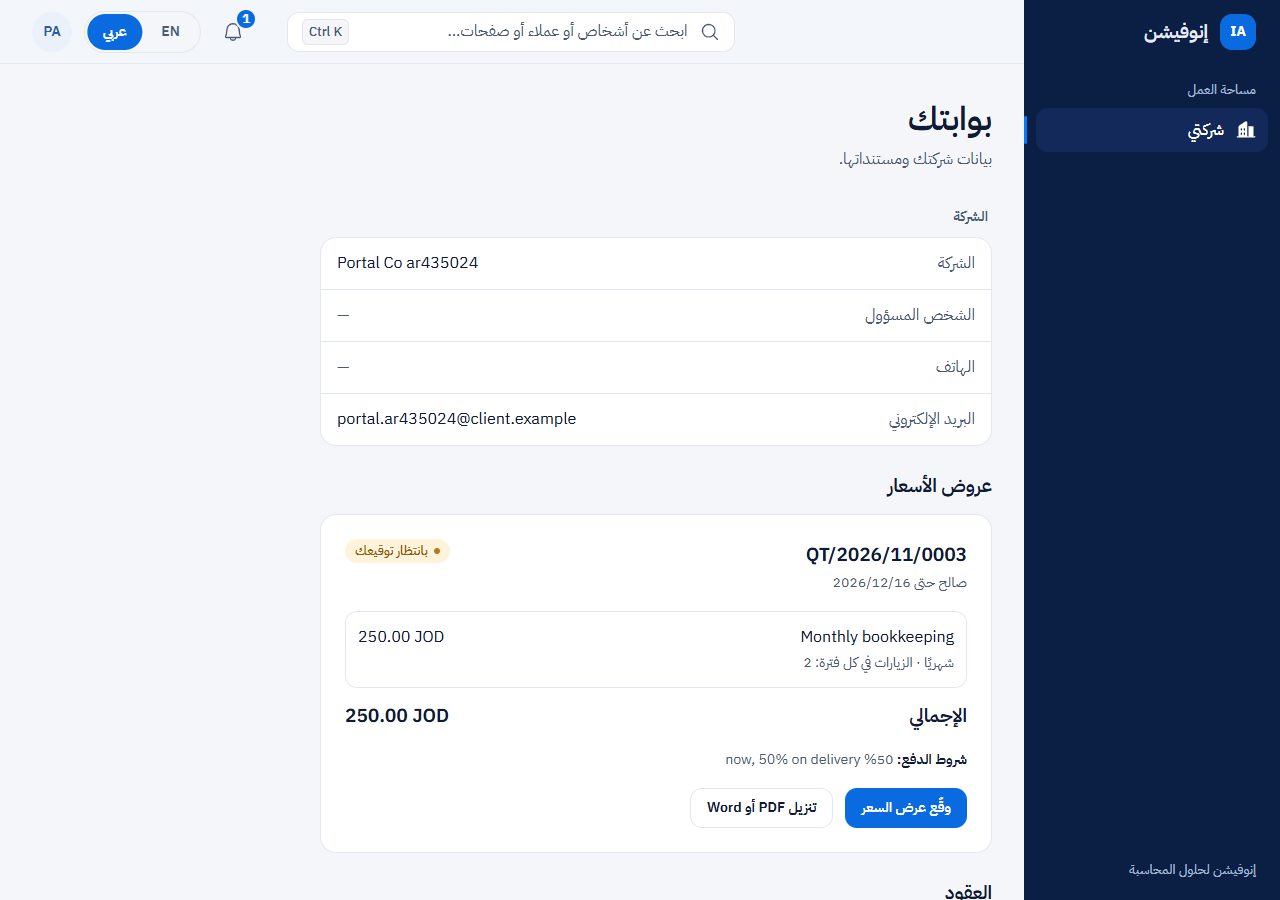 IA
إنوفيشن
مساحة العمل
شركتي
إنوفيشن لحلول المحاسبة
ابحث عن أشخاص أو عملاء أو صفحات...
Ctrl K
1
EN
عربي
PA
بوابتك
بيانات شركتك ومستنداتها.
الشركة
الشركة
Portal Co ar435024
الشخص المسؤول
—
الهاتف
—
البريد الإلكتروني
portal.ar435024@client.example
عروض الأسعار
QT/2026/11/0003
بانتظار توقيعك
صالح حتى 2026/12/16
Monthly bookkeeping
250.00 JOD
شهريًا · الزيارات في كل فترة: 2
الإجمالي
250.00 JOD
شروط الدفع: 50% now, 50% on delivery
وقّع عرض السعر
تنزيل PDF أو Word
العقود